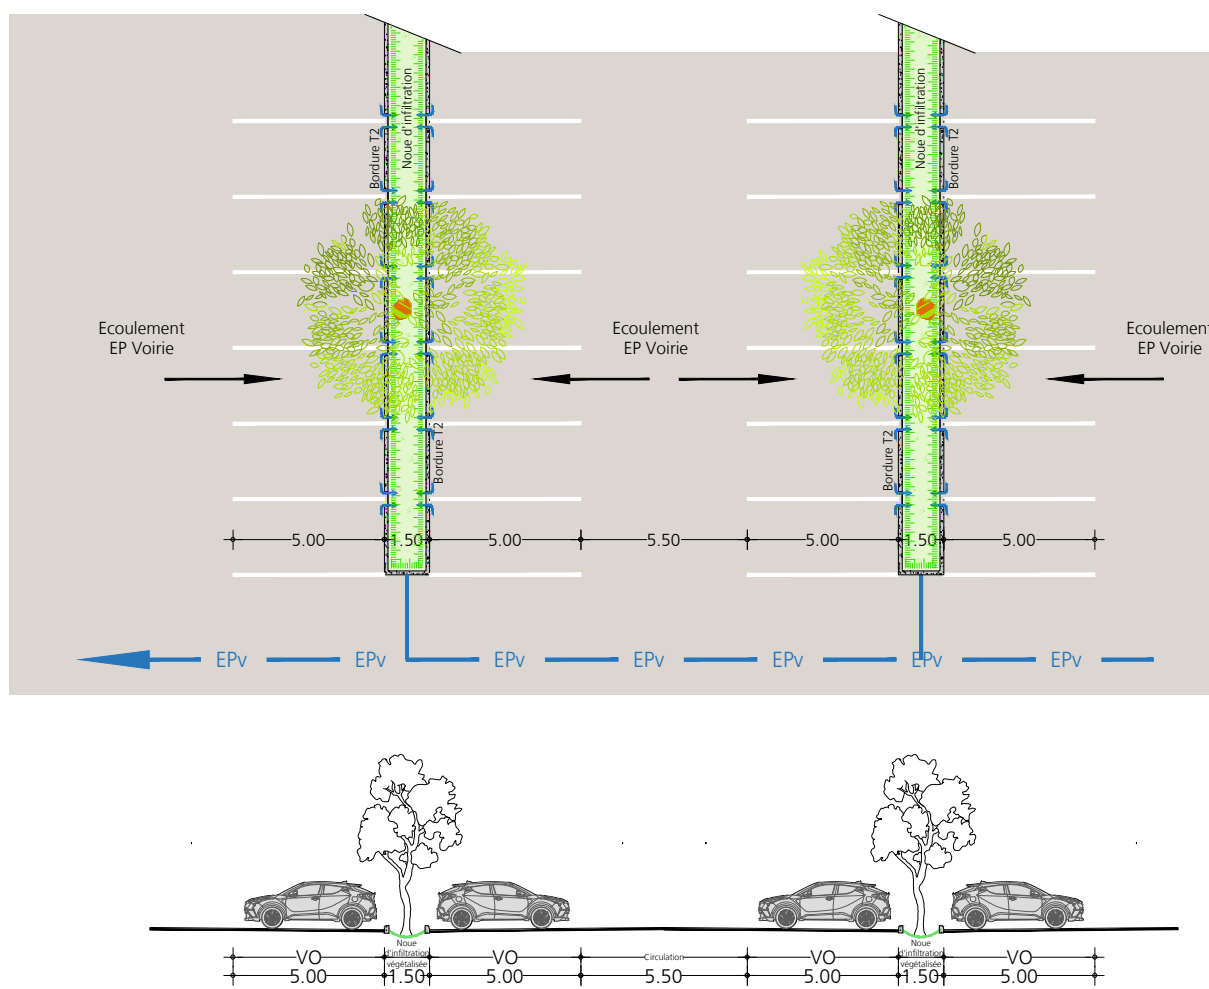 Noue d'infiltration
Bordure T2
Noue d'infiltration
Bordure T2
Ecoulement
EP Voirie
Ecoulement
EP Voirie
Ecoulement
EP Voirie
Bordure T2
Bordure T2
5.00 1.50 5.00 5.50 5.00 1.50 5.00
EPv EPv EPv EPv EPv EPv EPv
Noue
d'infiltration
végétalisée
Noue
d'infiltration
végétalisée
VO VO Circulation VO VO
5.00 1.50 5.00 5.50 5.00 1.50 5.00